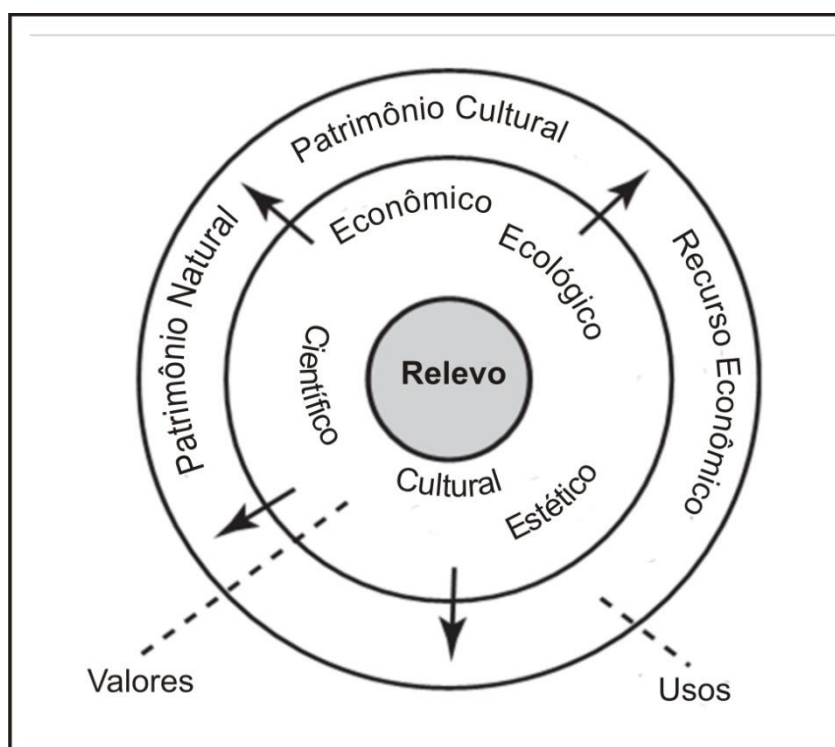 Patrimônio Cultural
Patrimônio Natural
Recurso Econômico
Econômico
Ecológico
Científico
Relevo
Cultural
Estético
Valores
Usos